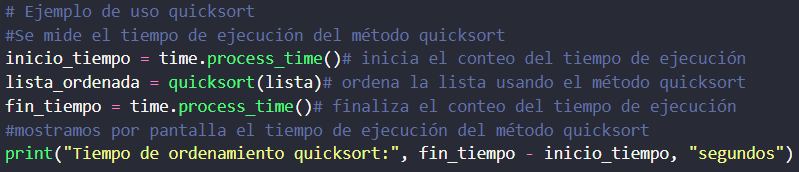 # Ejemplo de uso quicksort
#Se mide el tiempo de ejecución del método quicksort
inicio_tiempo = time.process_time()# inicia el conteo del tiempo de ejecución
lista_ordenada = quicksort(lista)# ordena la lista usando el método quicksort
fin_tiempo = time.process_time()# finaliza el conteo del tiempo de ejecución
#mostramos por pantalla el tiempo de ejecución del método quicksort
print("Tiempo de ordenamiento quicksort:", fin_tiempo - inicio_tiempo, "segundos")